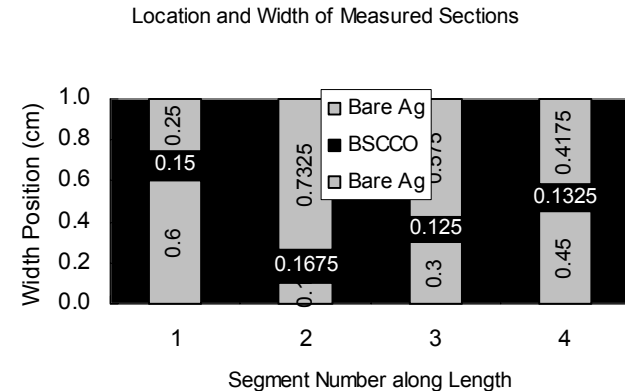 Location and Width of Measured Sections
Width Position (cm)
1.0
0.8
0.6
0.4
0.2
0.0
Bare Ag
BSCCO
Bare Ag
0.25
0.15
0.6
0.7325
0.1675
0.575
0.125
0.3
0.4175
0.1325
0.45
1 2 3 4
Segment Number along Length